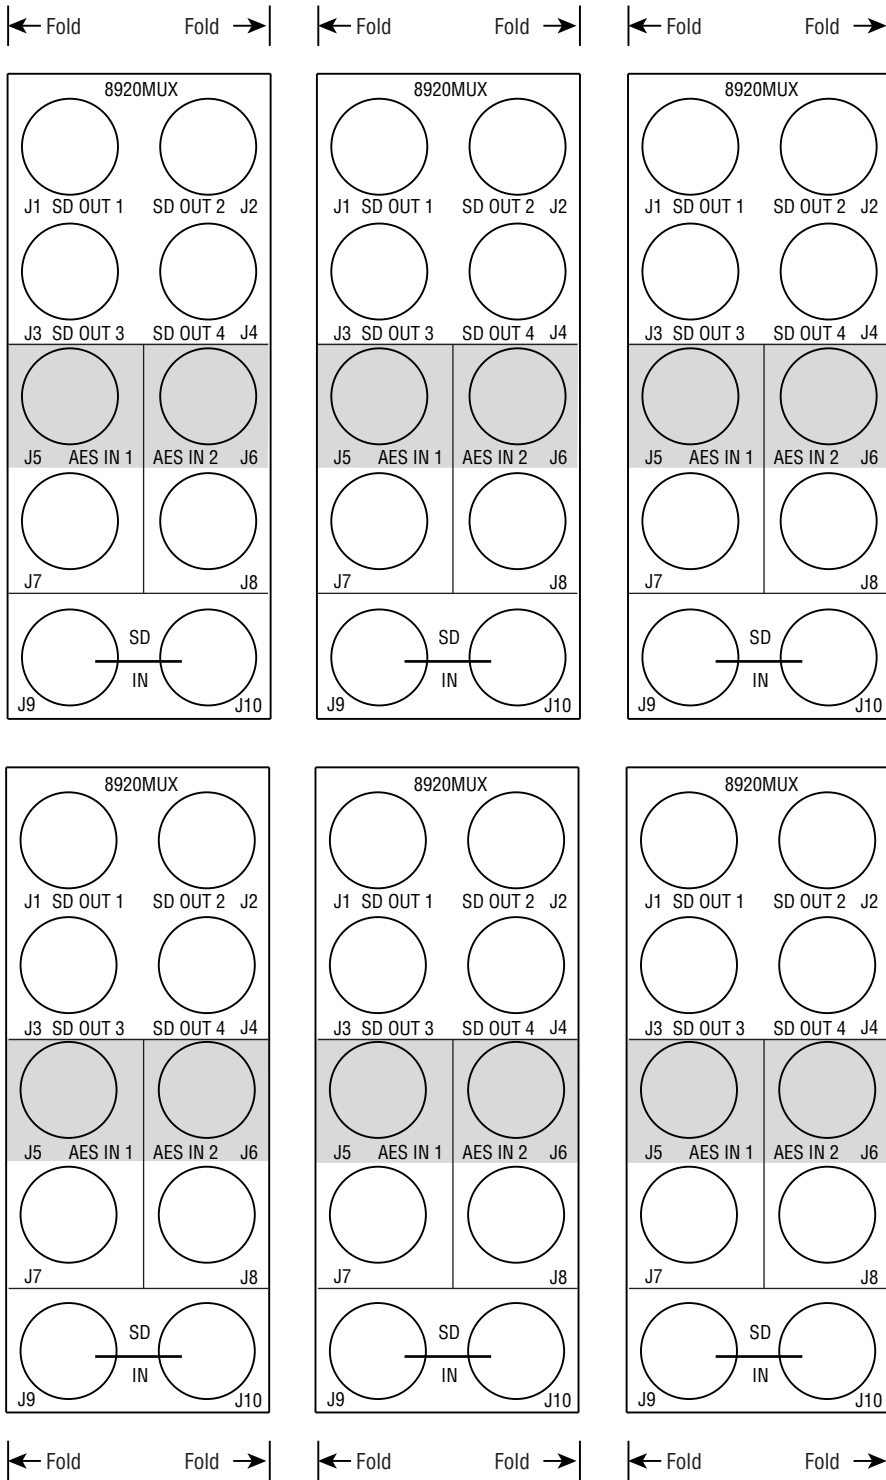 Fold Fold Fold Fold Fold Fold
8920MUX 8920MUX 8920MUX
J1 SD OUT 1 SD OUT 2 J2 J1 SD OUT 1 SD OUT 2 J2 J1 SD OUT 1 SD OUT 2 J2
J3 SD OUT 3 SD OUT 4 J4 J3 SD OUT 3 SD OUT 4 J4 J3 SD OUT 3 SD OUT 4 J4
J5 AES IN 1 AES IN 2 J6 J5 AES IN 1 AES IN 2 J6 J5 AES IN 1 AES IN 2 J6
J7 J8 J7 J8 J7 J8
SD SD SD
IN IN IN
J9 J10 J9 J10 J9 J10
8920MUX 8920MUX 8920MUX
J1 SD OUT 1 SD OUT 2 J2 J1 SD OUT 1 SD OUT 2 J2 J1 SD OUT 1 SD OUT 2 J2
J3 SD OUT 3 SD OUT 4 J4 J3 SD OUT 3 SD OUT 4 J4 J3 SD OUT 3 SD OUT 4 J4
J5 AES IN 1 AES IN 2 J6 J5 AES IN 1 AES IN 2 J6 J5 AES IN 1 AES IN 2 J6
J7 J8 J7 J8 J7 J8
SD SD SD
IN IN IN
J9 J10 J9 J10 J9 J10
Fold Fold Fold Fold Fold Fold